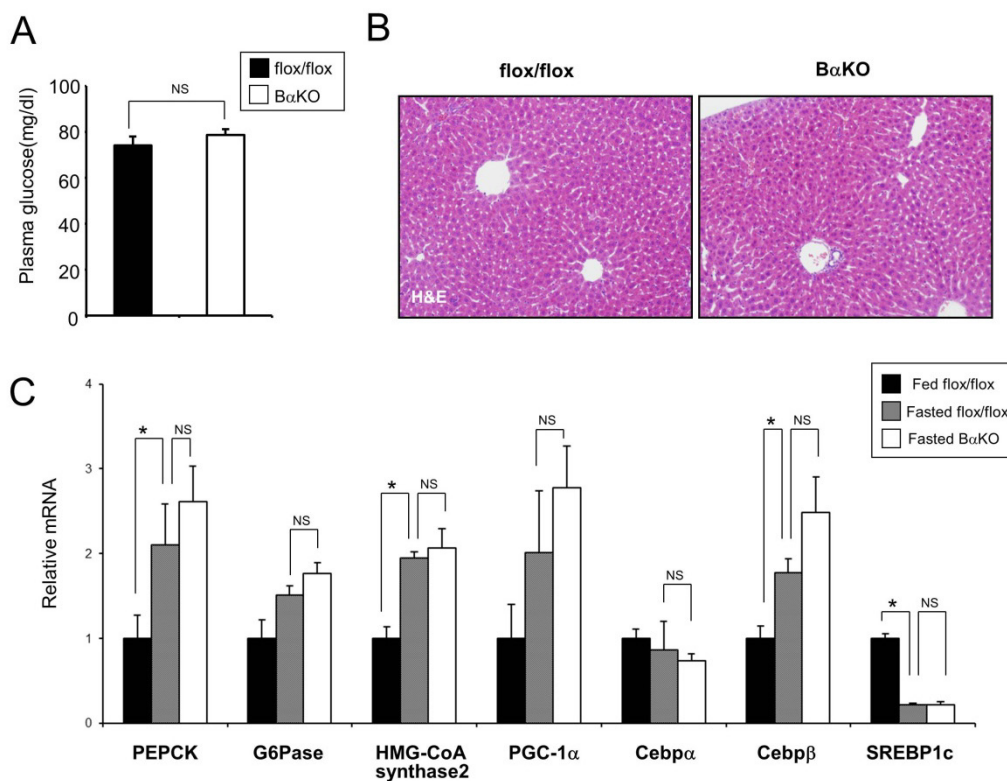 A
flox/flox
BαKO
NS
Plasma glucose(mg/dl)
100
80
60
40
20
0
B
flox/flox
BαKO
H&E
C
Fed flox/flox
Fasted flox/flox
Fasted BαKO
Relative mRNA
4
3
2
1
0
* NS
NS
* NS
NS
NS
* NS
* NS
PEPCK G6Pase HMG-CoA synthase2 PGC-1α Cebpα Cebpβ SREBP1c